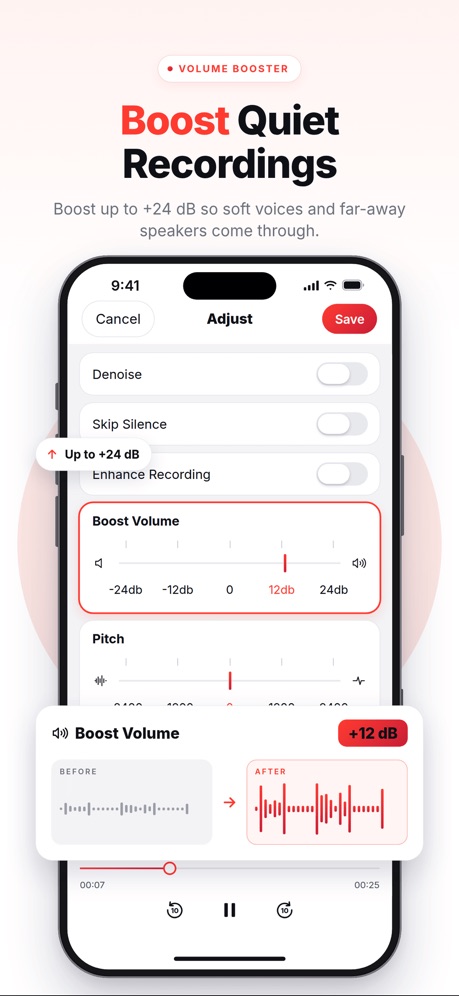 VOLUME BOOSTER
Boost Quiet
Recordings
Boost up to +24 dB so soft voices and far-away
speakers come through.
9:41
Cancel
Adjust
Save
Denoise
Skip Silence
Up to +24 dB
Enhance Recording
Boost Volume
-24db -12db 0 12db 24db
Pitch
Boost Volume
+12 dB
BEFORE
AFTER
00:07
00:25
10
10